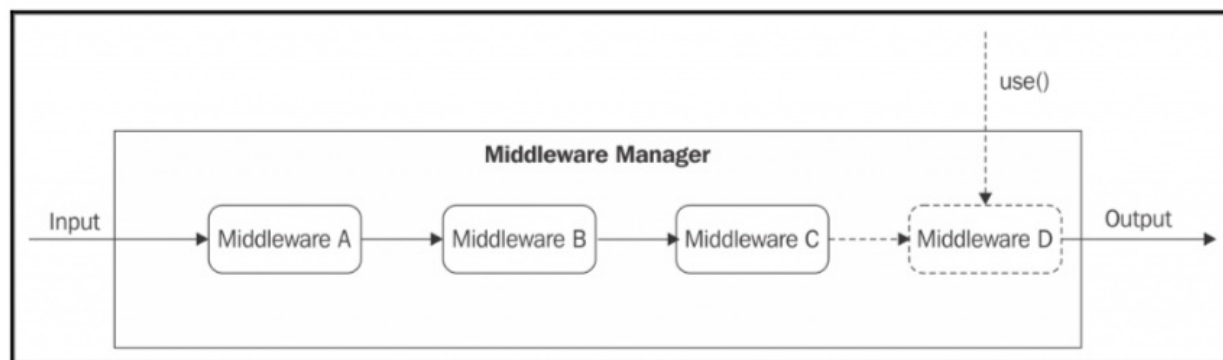 use()
Middleware Manager
Input
Middleware A
Middleware B
Middleware C
Middleware D
Output